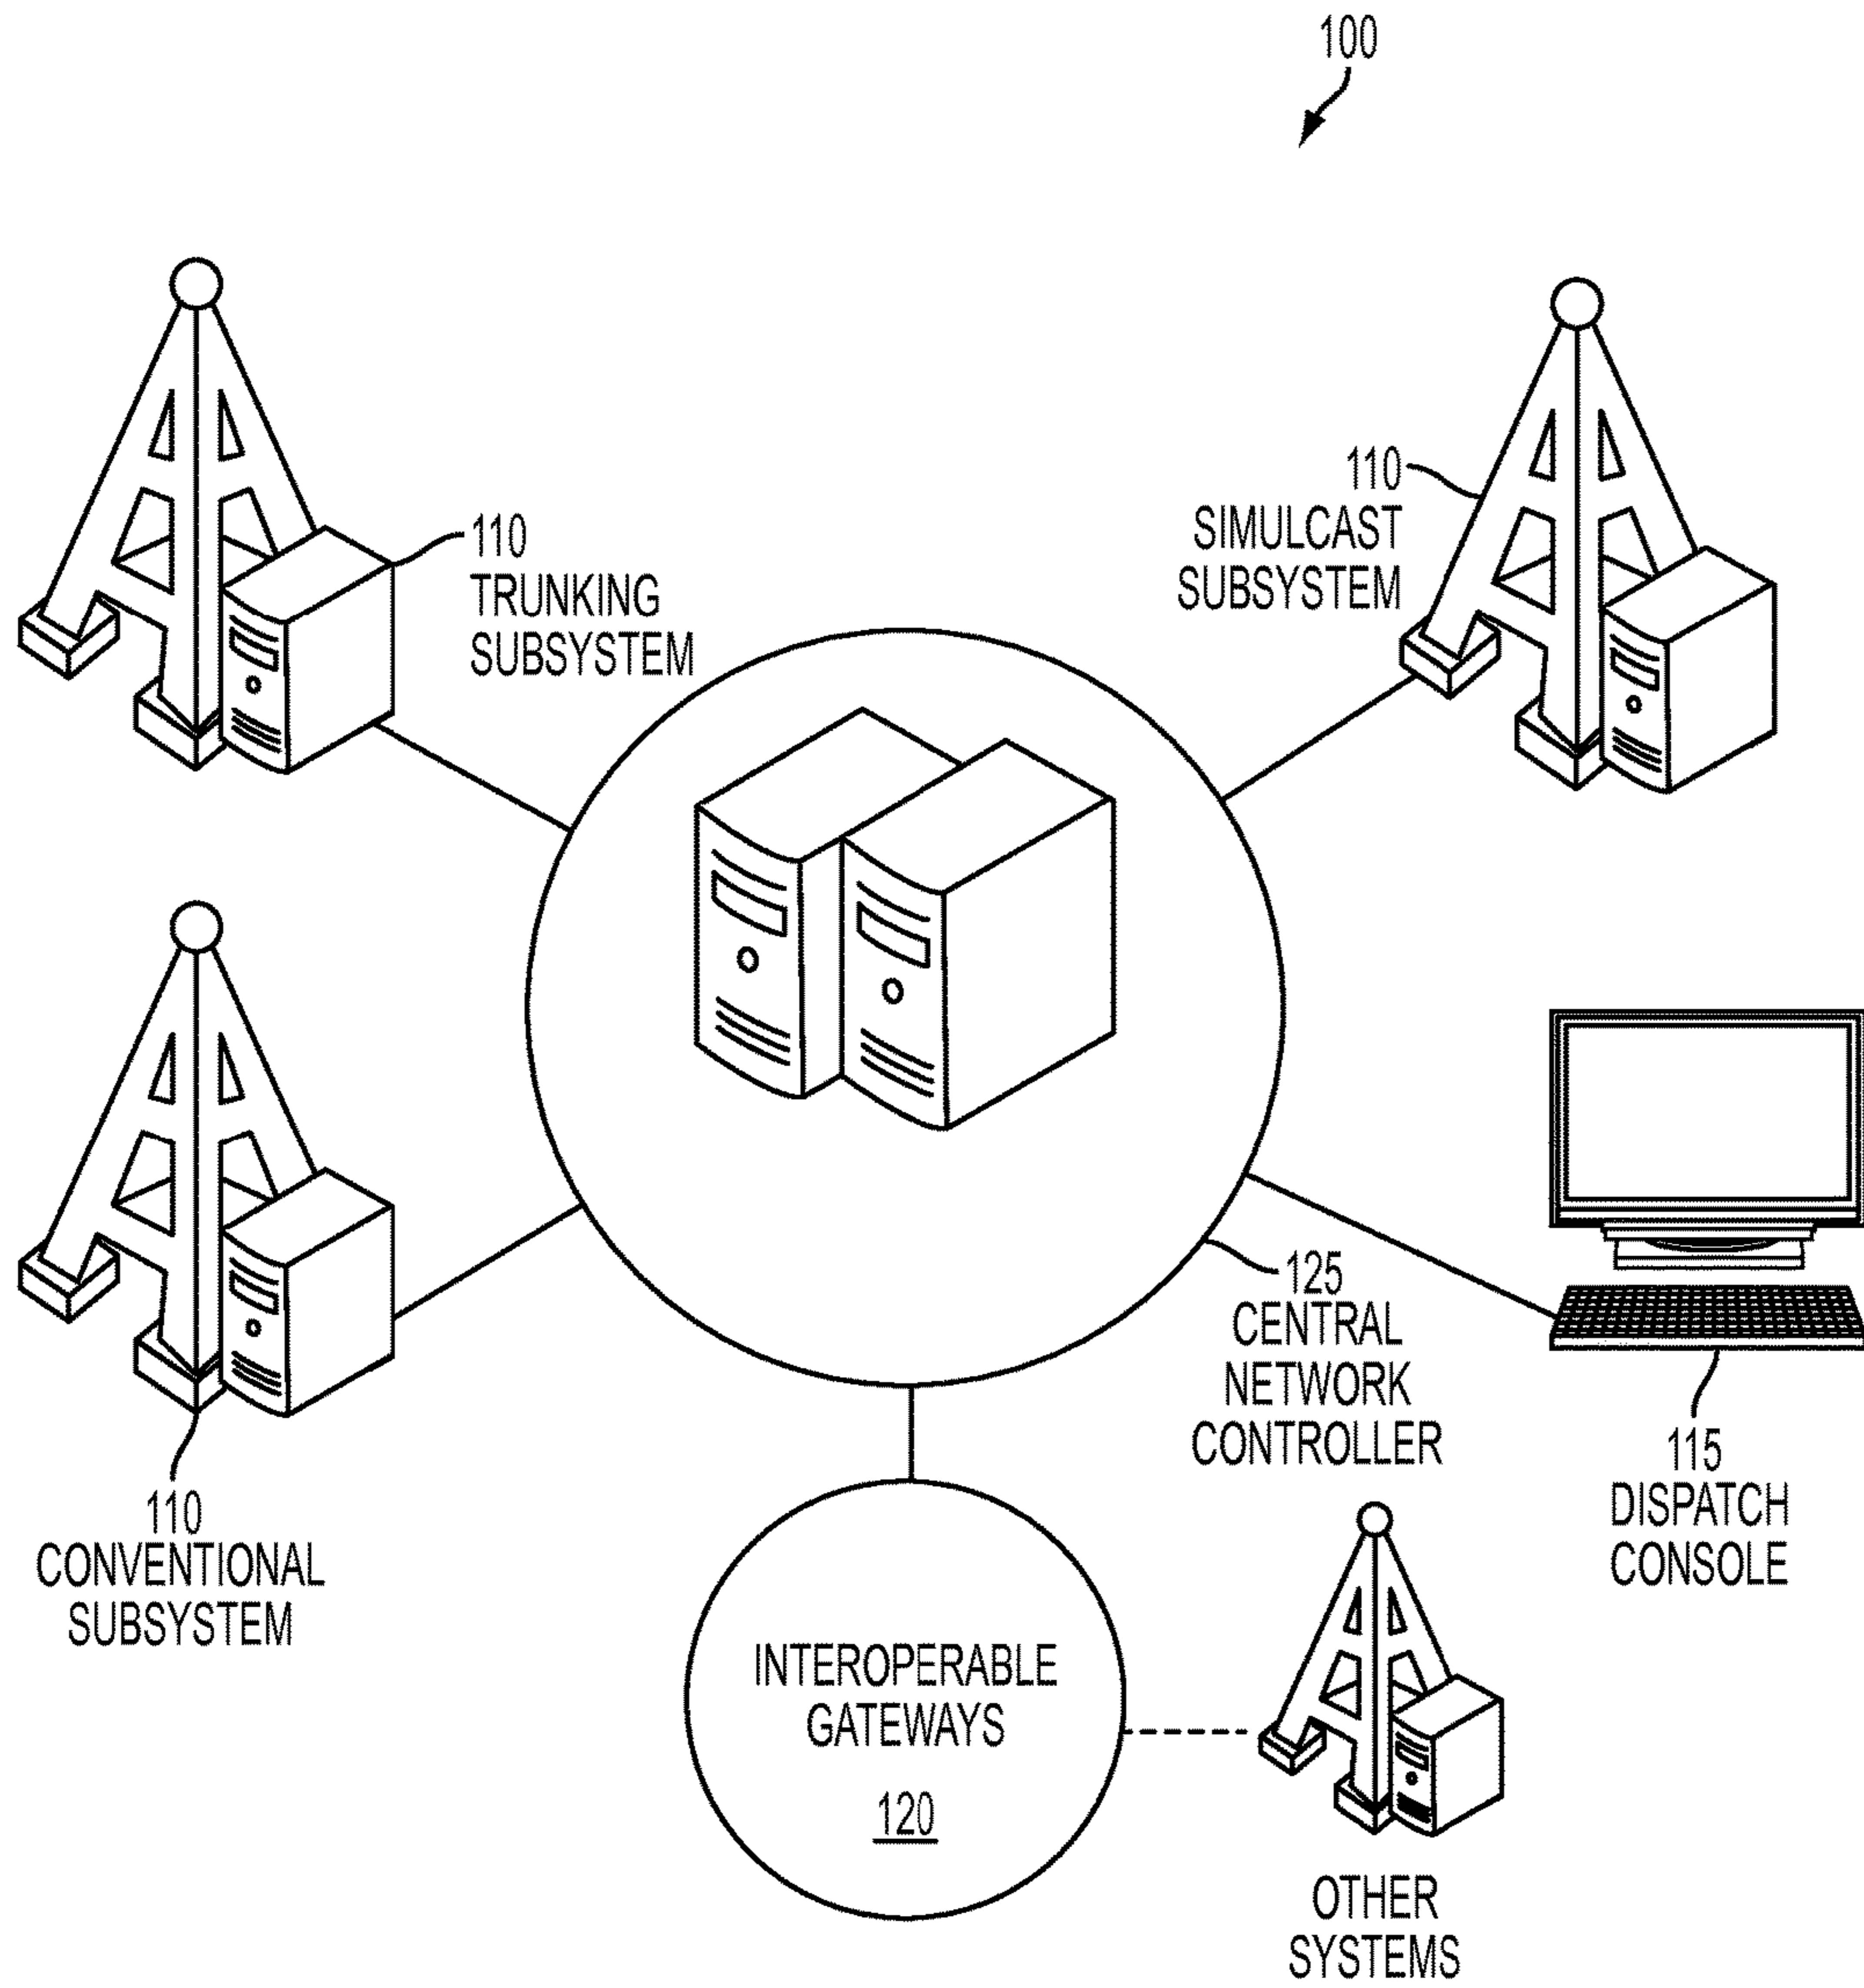 100
110
TRUNKING
SUBSYSTEM
110
SIMULCAST
SUBSYSTEM
125
CENTRAL
NETWORK
CONTROLLER
115
DISPATCH
CONSOLE
110
CONVENTIONAL
SUBSYSTEM
INTEROPERABLE
GATEWAYS
120
OTHER
SYSTEMS